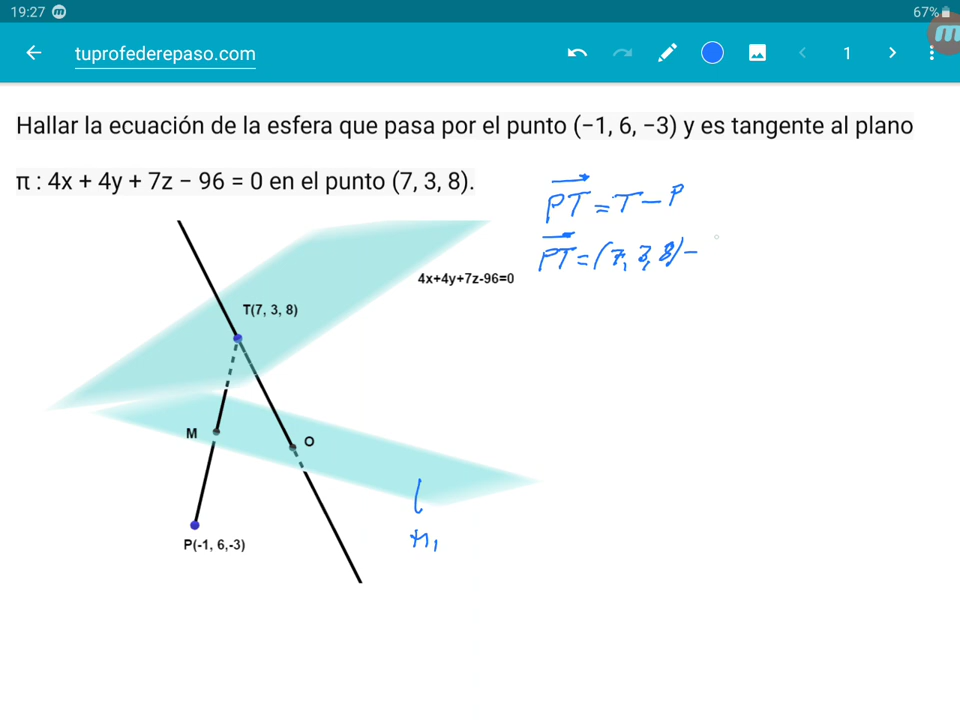 19:27
67%
tuprofederepaso.com
1
Hallar la ecuación de la esfera que pasa por el punto (−1, 6, −3) y es tangente al plano
π : 4x + 4y + 7z − 96 = 0 en el punto (7, 3, 8).
PT = T − P
PT = (7, 3, 8) −
4x+4y+7z-96=0
T(7, 3, 8)
M
O
P(-1, 6,-3)